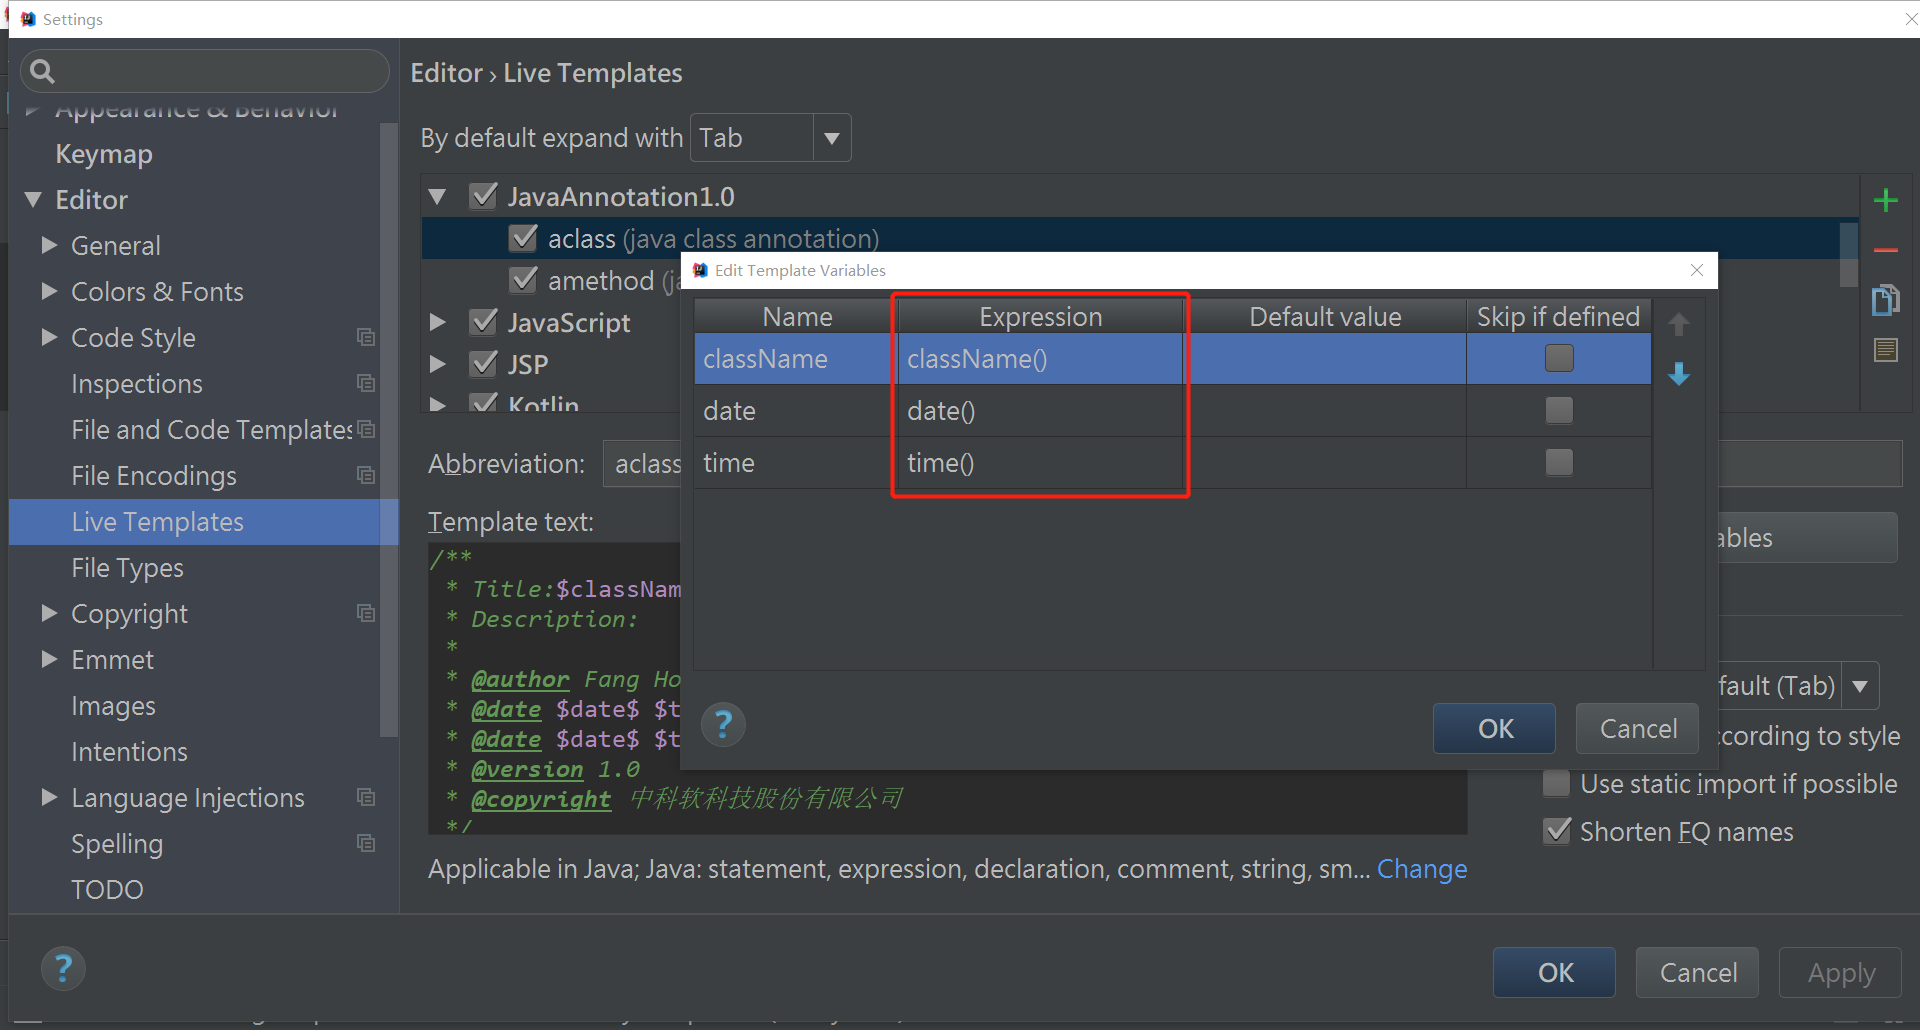 Settings
Editor › Live Templates
Appearance & Behavior
Keymap
Editor
General
Colors & Fonts
Code Style
Inspections
File and Code Templates
File Encodings
Live Templates
File Types
Copyright
Emmet
Images
Intentions
Language Injections
Spelling
TODO
By default expand with Tab
JavaAnnotation1.0
aclass (java class annotation)
amethod (ja
JavaScript
JSP
Kotlin
Abbreviation: aclass
Template text:
/**
* Title:$classNam
* Description:
*
* @author Fang Ho
* @date $date$ $t
* @date $date$ $t
* @version 1.0
* @copyright 中科软科技股份有限公司
*/
Applicable in Java; Java: statement, expression, declaration, comment, string, sm... Change
Edit Template Variables
Name Expression Default value Skip if defined
className className()
date date()
time time()
? OK Cancel
ables
fault (Tab)
ccording to style
Use static import if possible
Shorten FQ names
? OK Cancel Apply